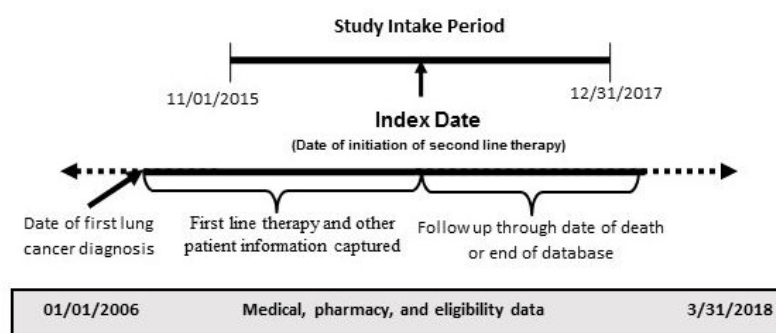 Study Intake Period
11/01/2015
12/31/2017
Index Date
(Date of initiation of second line therapy)
Date of first lung
cancer diagnosis
First line therapy and other
patient information captured
Follow up through date of death
or end of database
01/01/2006 Medical, pharmacy, and eligibility data 3/31/2018